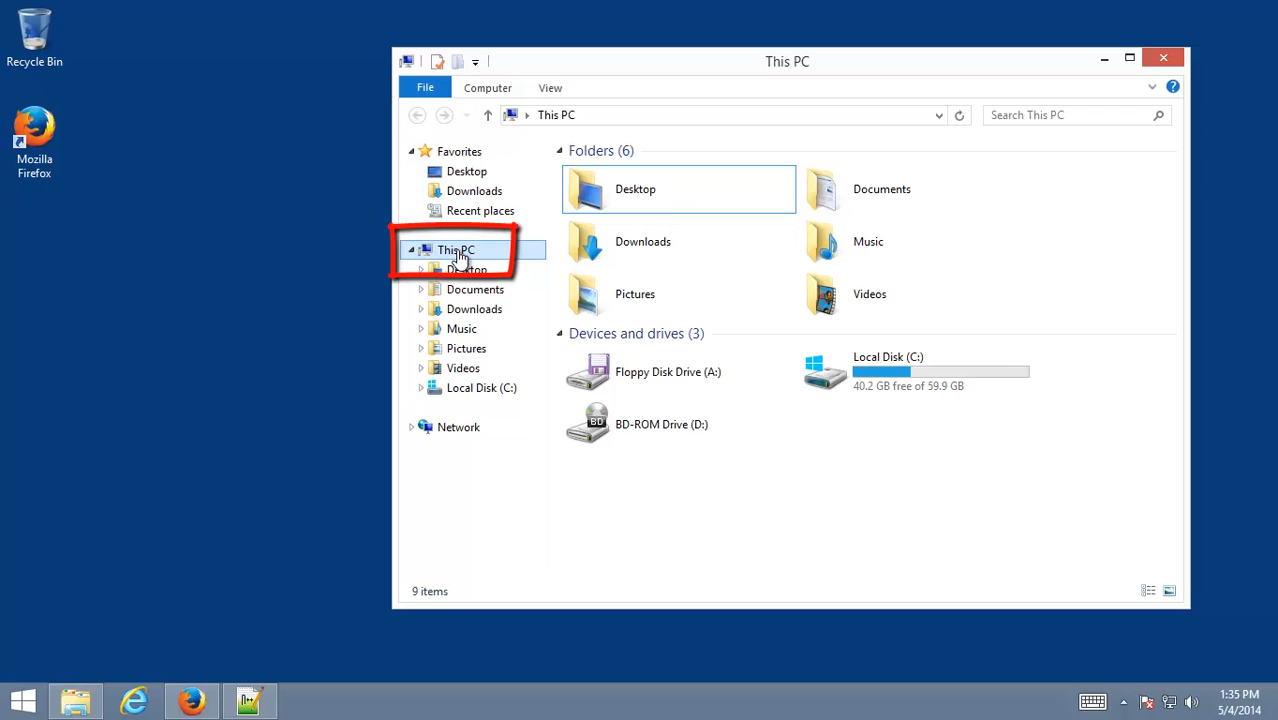 Recycle Bin
Mozilla
Firefox
This PC
File
Computer
View
This PC
Search This PC
Favorites
Desktop
Downloads
Recent places
This PC
Desktop
Documents
Downloads
Music
Pictures
Videos
Local Disk (C:)
Network
Folders (6)
Desktop
Documents
Downloads
Music
Pictures
Videos
Devices and drives (3)
Floppy Disk Drive (A:)
Local Disk (C:)
40.2 GB free of 59.9 GB
BD
BD-ROM Drive (D:)
9 items
1:35 PM
5/4/2014